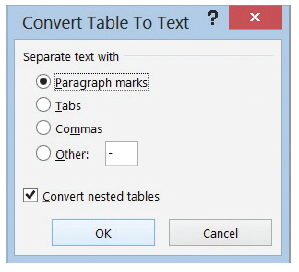 Convert Table To Text ?
Separate text with
Paragraph marks
Tabs
Commas
Other: -
Convert nested tables
OK Cancel